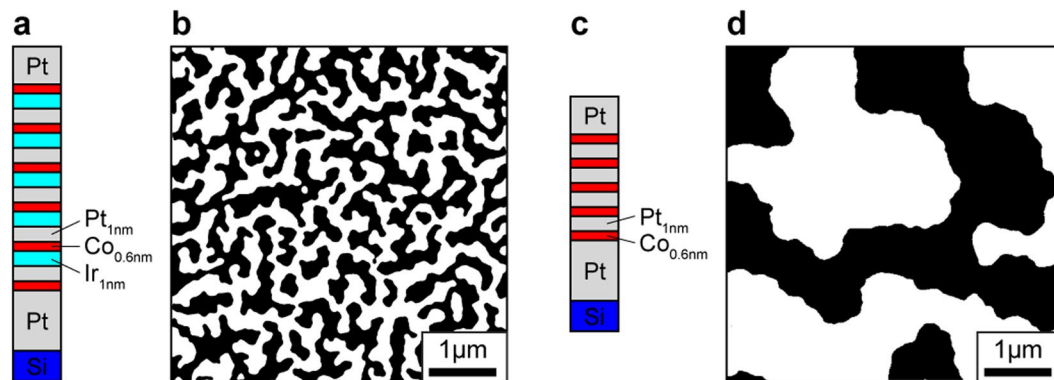 a
b
c
d
Pt
Pt₁ₙₘ
Co₀.₆ₙₘ
Ir₁ₙₘ
Pt
Si
1µm
Pt
Pt₁ₙₘ
Co₀.₆ₙₘ
Pt
Si
1µm